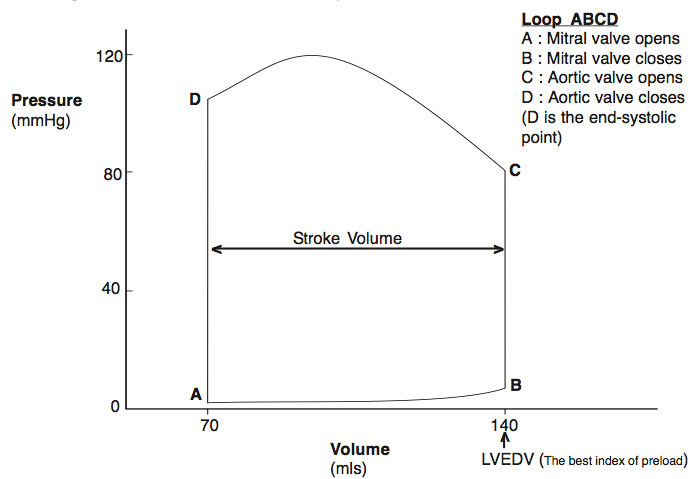 Loop ABCD
A : Mitral valve opens
B : Mitral valve closes
C : Aortic valve opens
D : Aortic valve closes
(D is the end-systolic
point)
120
Pressure
(mmHg)
D
80
C
Stroke Volume
40
A
B
0
70
140
Volume
(mls)
LVEDV (The best index of preload)